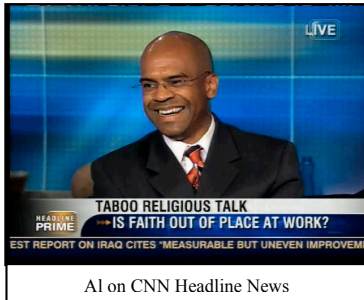 LIVE
TABOO RELIGIOUS TALK
HEADLINE
PRIME
IS FAITH OUT OF PLACE AT WORK?
EST REPORT ON IRAQ CITES "MEASURABLE BUT UNEVEN IMPROVEM
Al on CNN Headline News